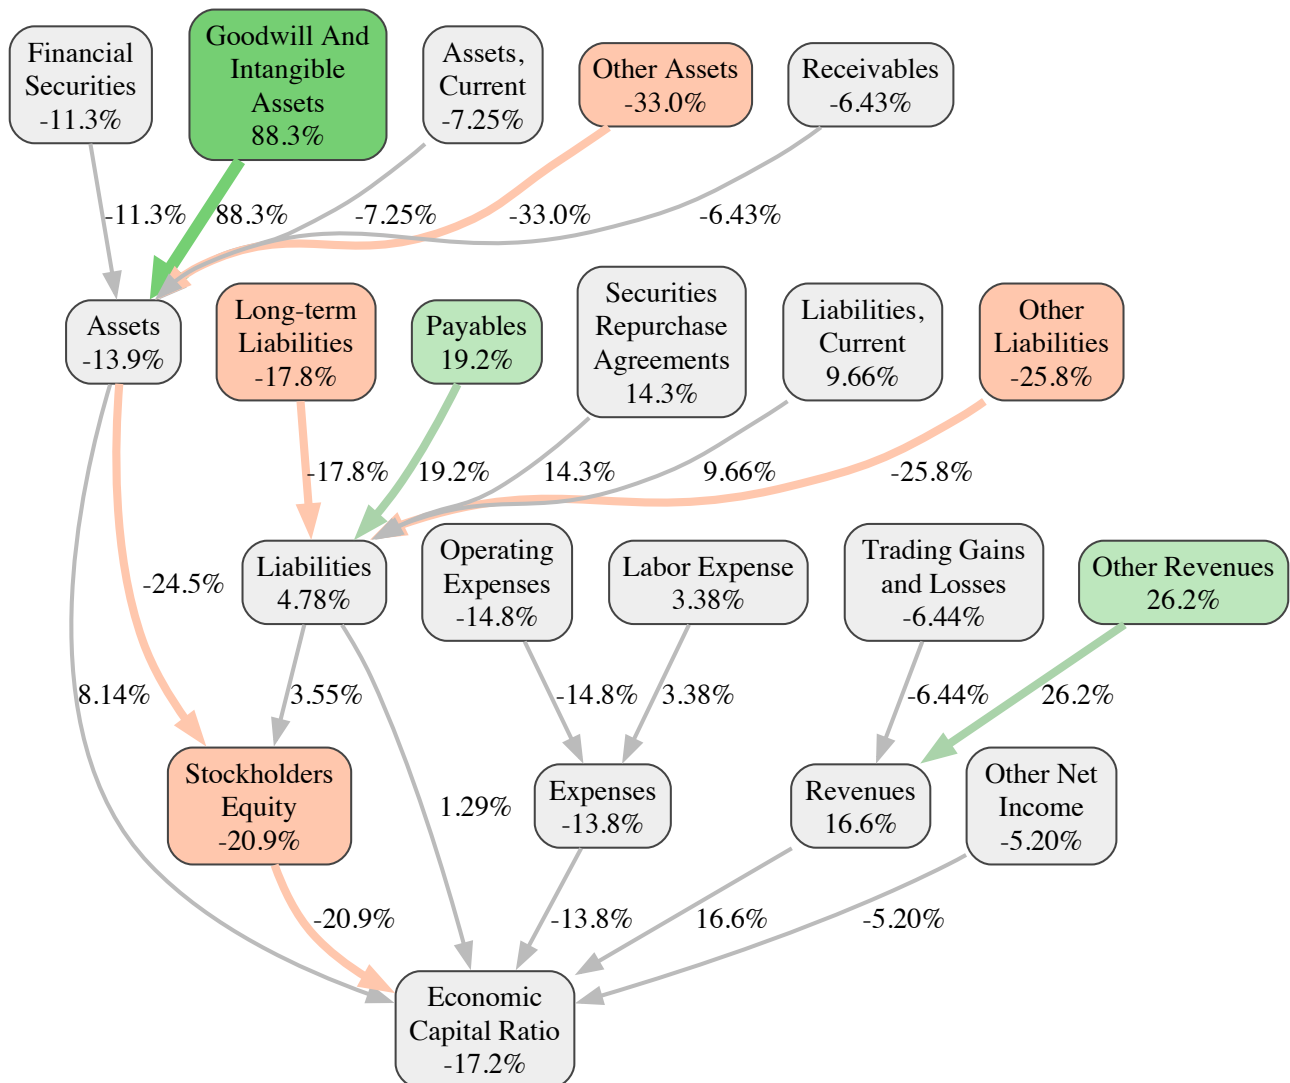 Financial
Securities
-11.3%
Goodwill And
Intangible
Assets
88.3%
Assets,
Current
-7.25%
Other Assets
-33.0%
Receivables
-6.43%
-11.3%
88.3%
-7.25%
-33.0%
-6.43%
Assets
-13.9%
Long-term
Liabilities
-17.8%
Payables
19.2%
Securities
Repurchase
Agreements
14.3%
Liabilities,
Current
9.66%
Other
Liabilities
-25.8%
-17.8%
19.2%
14.3%
9.66%
-25.8%
-24.5%
Liabilities
4.78%
Operating
Expenses
-14.8%
Labor Expense
3.38%
Trading Gains
and Losses
-6.44%
Other Revenues
26.2%
8.14%
3.55%
-14.8%
3.38%
-6.44%
26.2%
Stockholders
Equity
-20.9%
1.29%
Expenses
-13.8%
Revenues
16.6%
Other Net
Income
-5.20%
-20.9%
-13.8%
16.6%
-5.20%
Economic
Capital Ratio
-17.2%